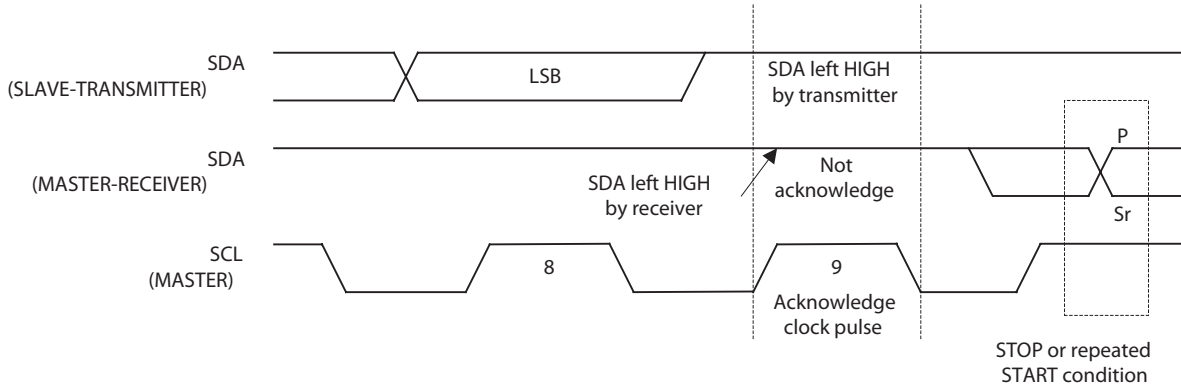 SDA
(SLAVE-TRANSMITTER)
LSB
SDA left HIGH
by transmitter
SDA
(MASTER-RECEIVER)
SDA left HIGH
by receiver
Not
acknowledge
P
Sr
SCL
(MASTER)
8
9
Acknowledge
clock pulse
STOP or repeated
START condition